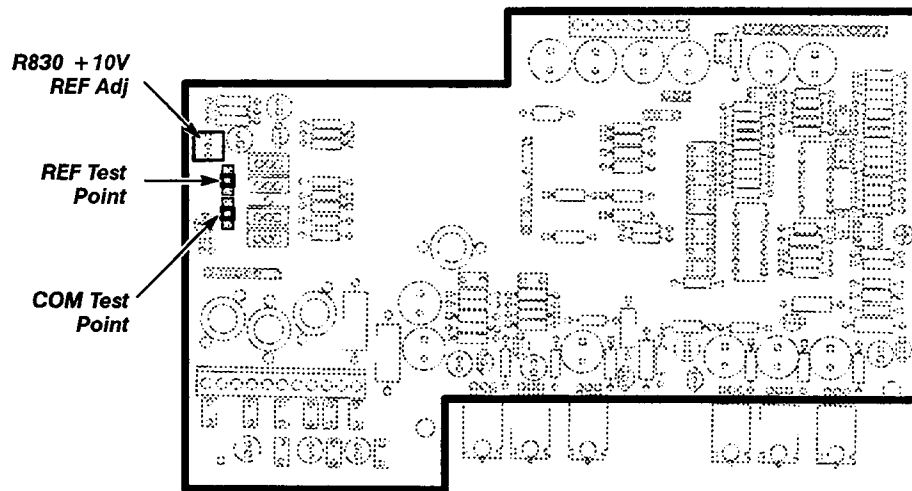 R830 +10V
REF Adj
REF Test
Point
COM Test
Point